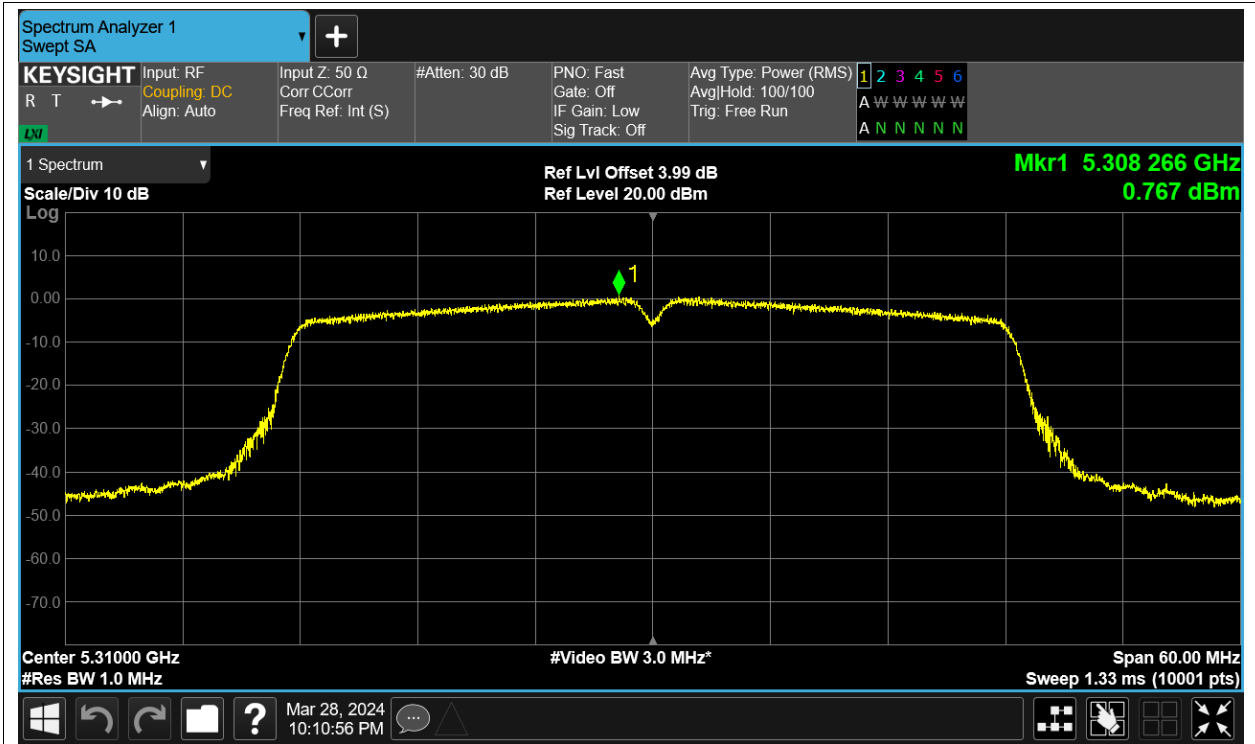 Spectrum Analyzer 1
Swept SA
KEYSIGHT
R T
LXI
Input: RF
Coupling: DC
Align: Auto
Input Z: 50 Ω
Corr CCorr
Freq Ref: Int (S)
#Atten: 30 dB
PNO: Fast
Gate: Off
IF Gain: Low
Sig Track: Off
Avg Type: Power (RMS)
Avg|Hold: 100/100
Trig: Free Run
1 2 3 4 5 6
A W W W W W
A N N N N N
1 Spectrum
Scale/Div 10 dB
Log
Ref Lvl Offset 3.99 dB
Ref Level 20.00 dBm
Mkr1 5.308 266 GHz
0.767 dBm
10.0
0.00
-10.0
-20.0
-30.0
-40.0
-50.0
-60.0
-70.0
1
Center 5.31000 GHz
#Res BW 1.0 MHz
#Video BW 3.0 MHz*
Span 60.00 MHz
Sweep 1.33 ms (10001 pts)
?
Mar 28, 2024
10:10:56 PM